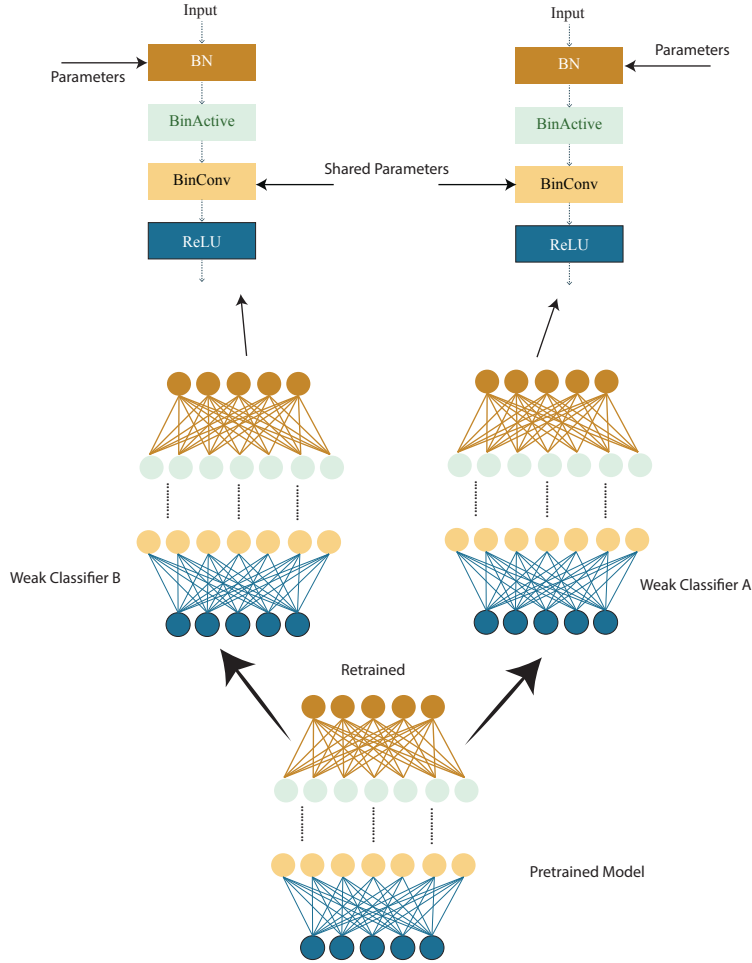 Input
Input
BN
BN
Parameters
Parameters
BinActive
BinActive
Shared Parameters
BinConv
BinConv
ReLU
ReLU
Weak Classifier B
Weak Classifier A
Retrained
Pretrained Model